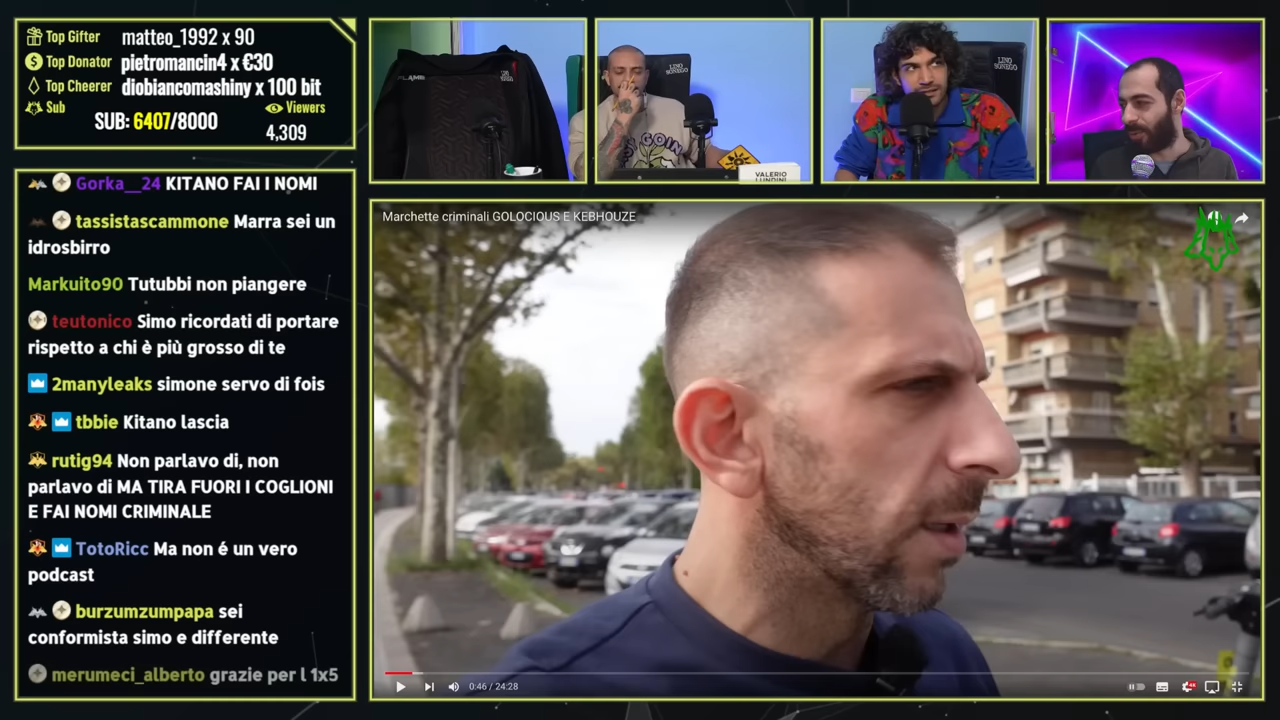 Top Gifter matteo_1992 x 90
Top Donator pietromancin4 x €30
Top Cheerer diobiancomashiny x 100 bit
Sub
Viewers
SUB: 6407/8000
4,309
Gorka__24 KITANO FAI I NOMI
tassistascammone Marra sei un
idrosbirro
Markuito90 Tutubbi non piangere
teutonico Simo ricordati di portare
rispetto a chi è più grosso di te
2manyleaks simone servo di fois
tbbie Kitano lascia
rutig94 Non parlavo di, non
parlavo di MA TIRA FUORI I COGLIONI
E FAI NOMI CRIMINALE
TotoRicc Ma non é un vero
podcast
burzumzumpapa sei
conformista simo e differente
merumeci_alberto grazie per l 1x5
LINO
SONEGO
LINO
SONEGO
VALERIO
LUNDINI
Marchette criminali GOLOCIOUS E KEBHOUZE
0:46 / 24:28